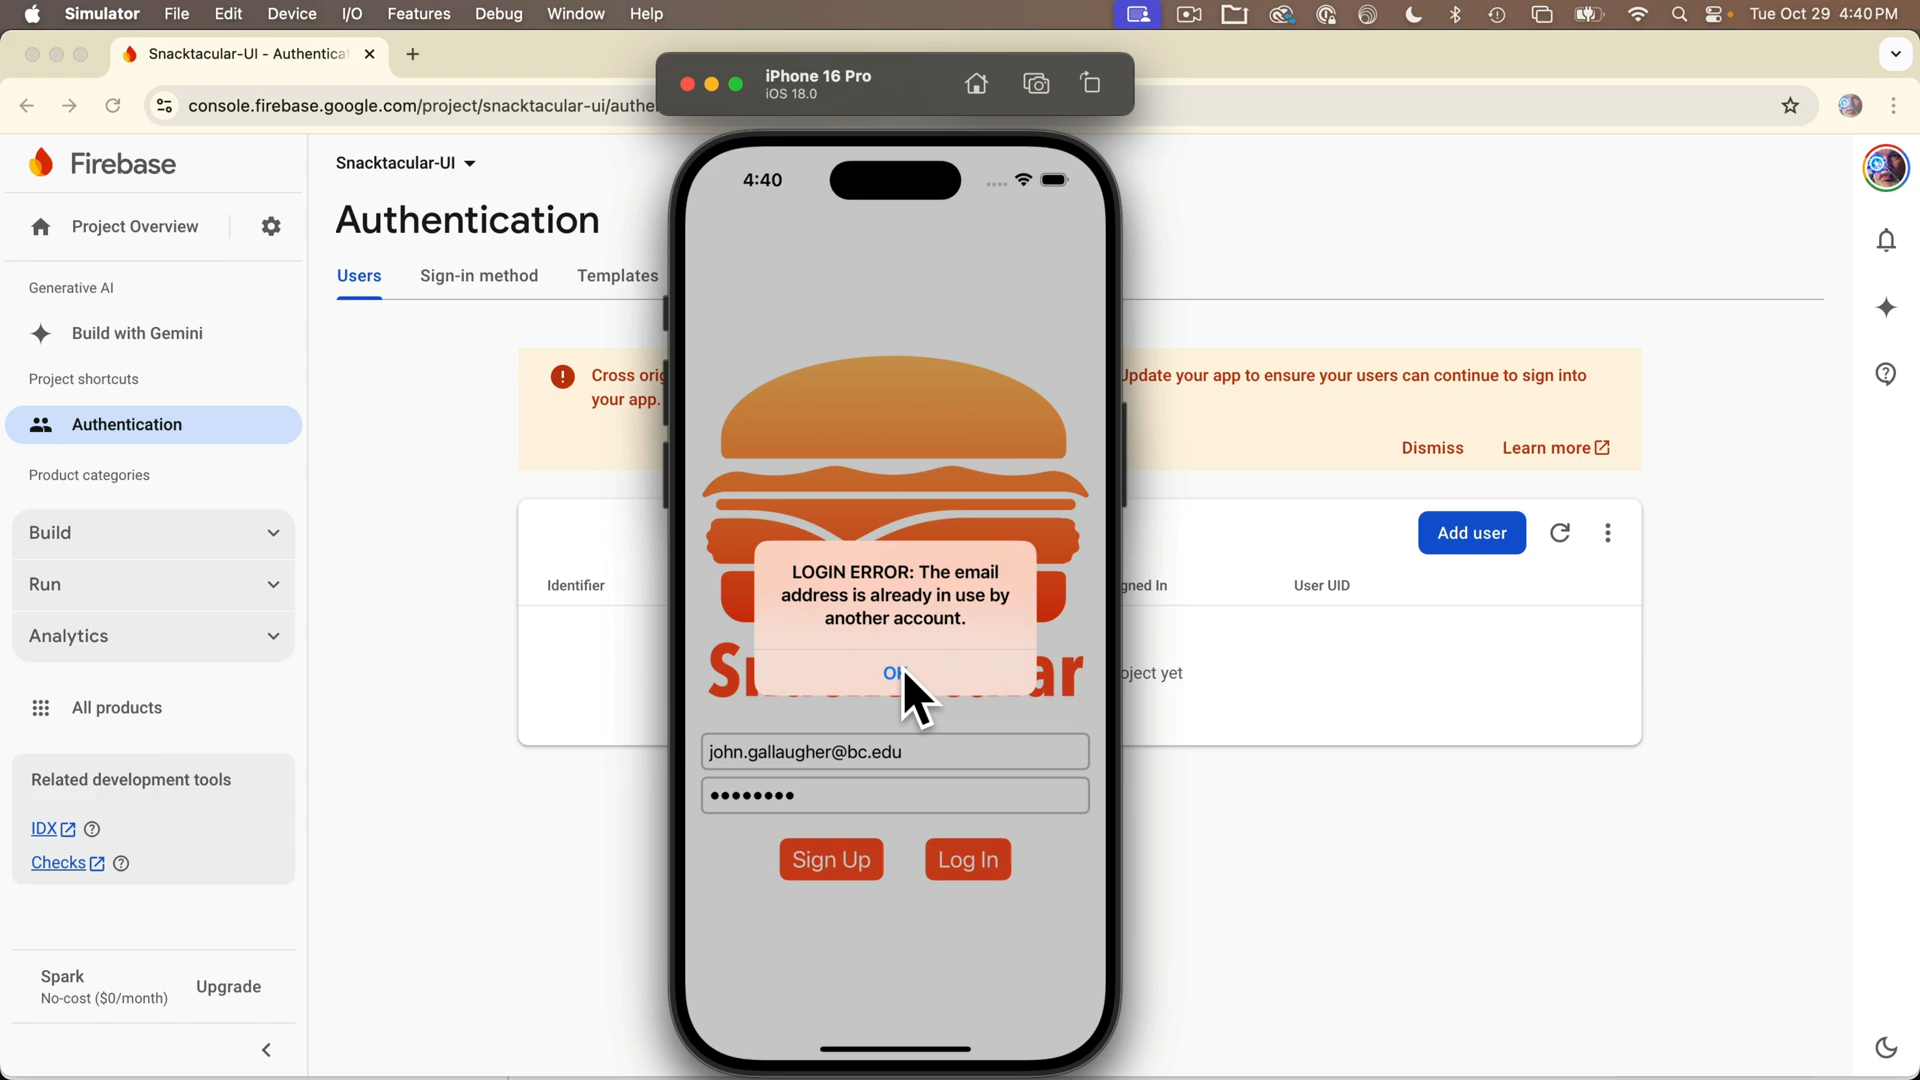 Simulator File Edit Device I/O Features Debug Window Help
Tue Oct 29 4:40 PM
Snacktacular-UI - Authentica
console.firebase.google.com/project/snacktacular-ui/authe
iPhone 16 Pro
iOS 18.0
Firebase
Project Overview
Generative AI
Build with Gemini
Project shortcuts
Authentication
Product categories
Build
Run
Analytics
All products
Related development tools
IDX
Checks
Spark
No-cost ($0/month)
Upgrade
Snacktacular-UI
Authentication
Users Sign-in method Templates
Cross orig
Update your app to ensure your users can continue to sign into
your app.
Dismiss Learn more
Add user
Identifier
gned In
User UID
oject yet
4:40
LOGIN ERROR: The email
address is already in use by
another account.
john.gallaugher@bc.edu
Sign Up Log In